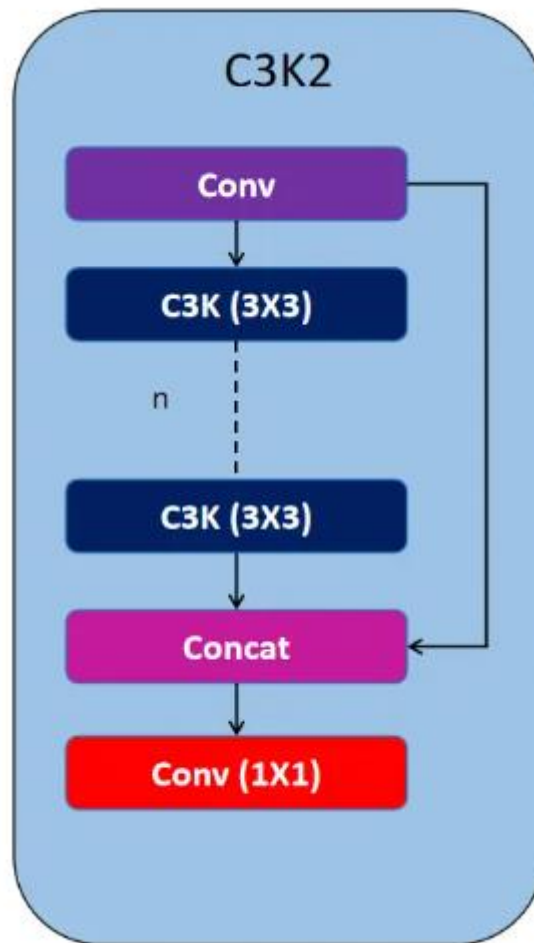 C3K2
Conv
C3K (3X3)
n
C3K (3X3)
Concat
Conv (1X1)